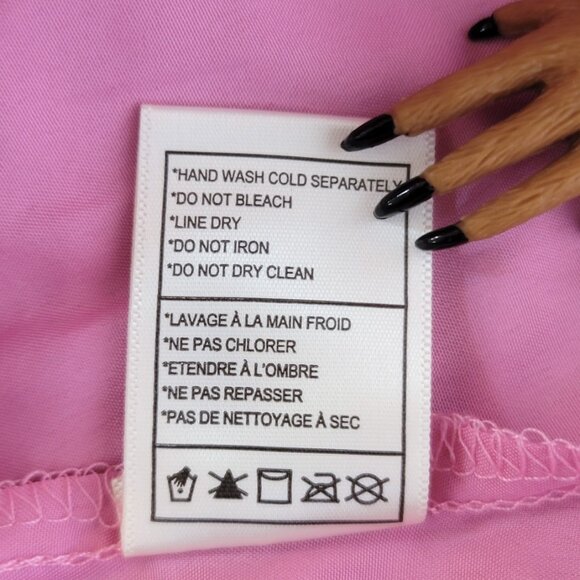 *HAND WASH COLD SEPARATELY
*DO NOT BLEACH
*LINE DRY
*DO NOT IRON
*DO NOT DRY CLEAN
*LAVAGE À LA MAIN FROID
*NE PAS CHLORER
*ETENDRE À L'OMBRE
*NE PAS REPASSER
*PAS DE NETTOYAGE À SEC